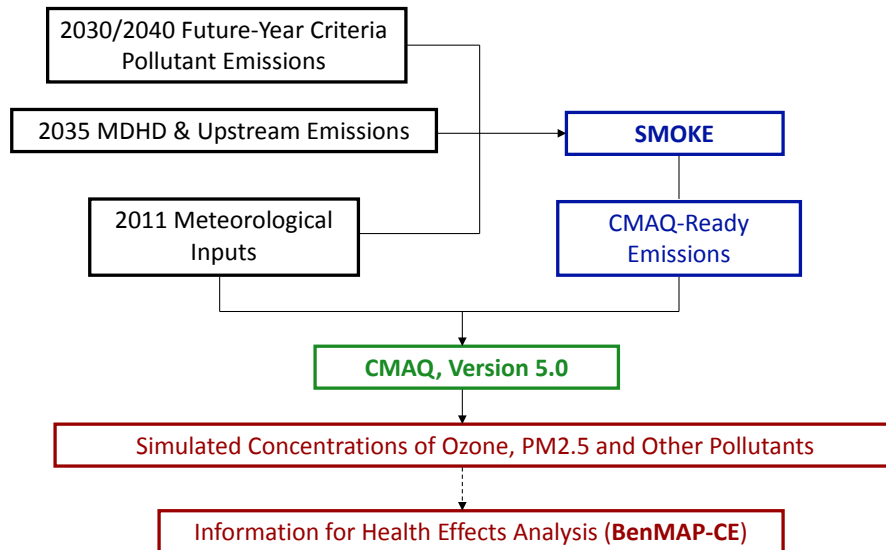 2030/2040 Future-Year Criteria
Pollutant Emissions
2035 MDHD & Upstream Emissions
SMOKE
2011 Meteorological
Inputs
CMAQ-Ready
Emissions
CMAQ, Version 5.0
Simulated Concentrations of Ozone, PM2.5 and Other Pollutants
Information for Health Effects Analysis (BenMAP-CE)